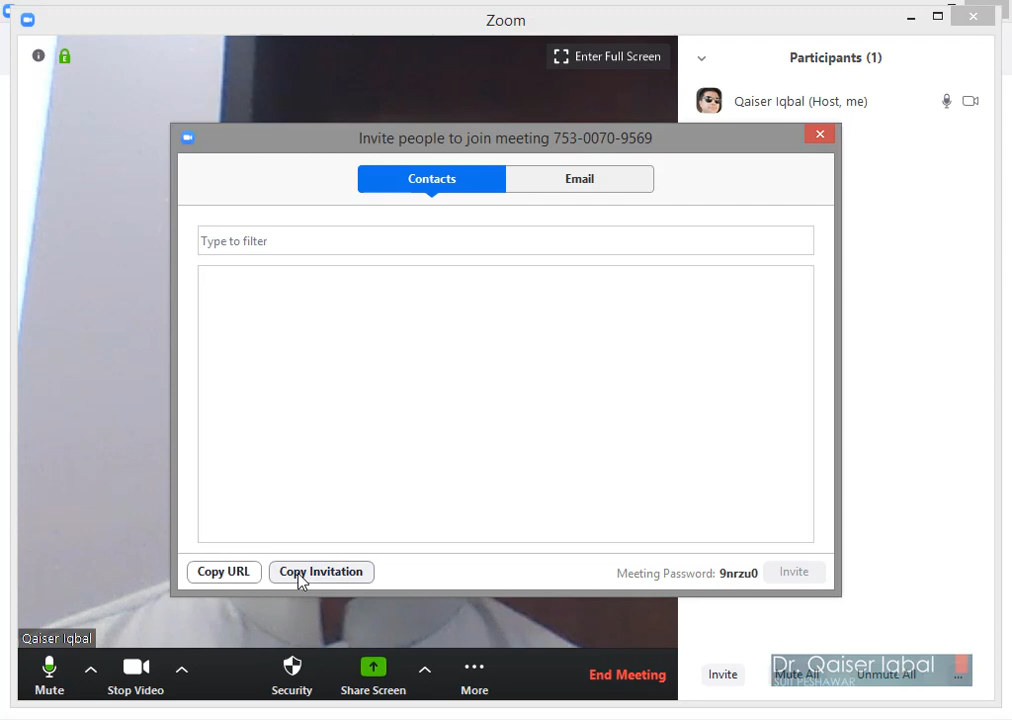 Zoom
Enter Full Screen
Participants (1)
Qaiser Iqbal (Host, me)
Invite people to join meeting 753-0070-9569
Contacts
Email
Type to filter
Copy URL
Copy Invitation
Meeting Password: 9nrzu0
Invite
Qaiser Iqbal
Mute
Stop Video
Security
Share Screen
More
End Meeting
Invite
Mute All
Unmute All
...
Dr. Qaiser Iqbal
SUIT PESHAWAR